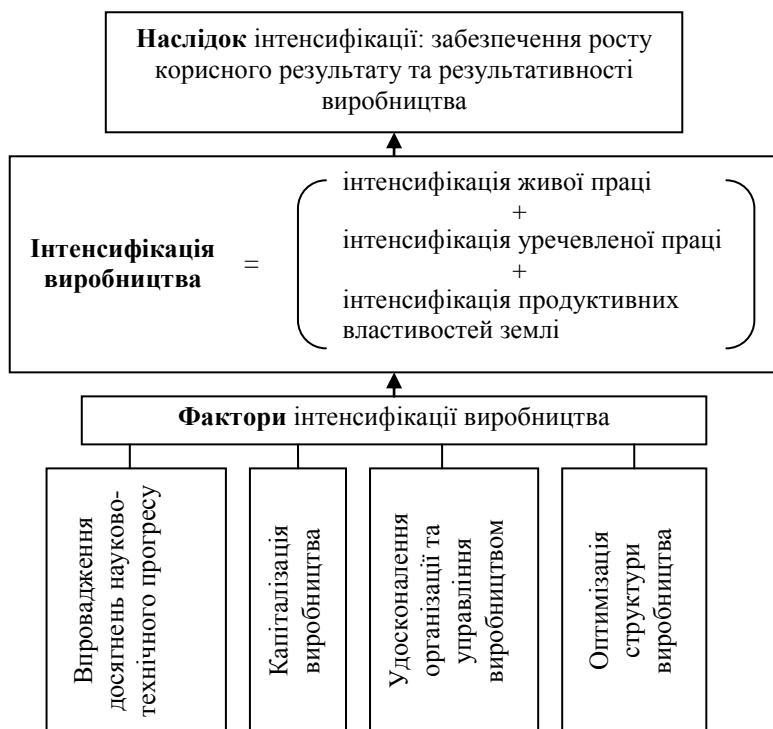 Наслідок інтенсифікації: забезпечення росту
корисного результату та результативності
виробництва
Інтенсифікація
виробництва
=
інтенсифікація живої праці
+
інтенсифікація уречевленої праці
+
інтенсифікація продуктивних
властивостей землі
Фактори інтенсифікації виробництва
Впровадження
досягнень науково-
технічного прогресу
Капіталізація
виробництва
Удосконалення
організації та
управління
виробництвом
Оптимізація
структури
виробництва